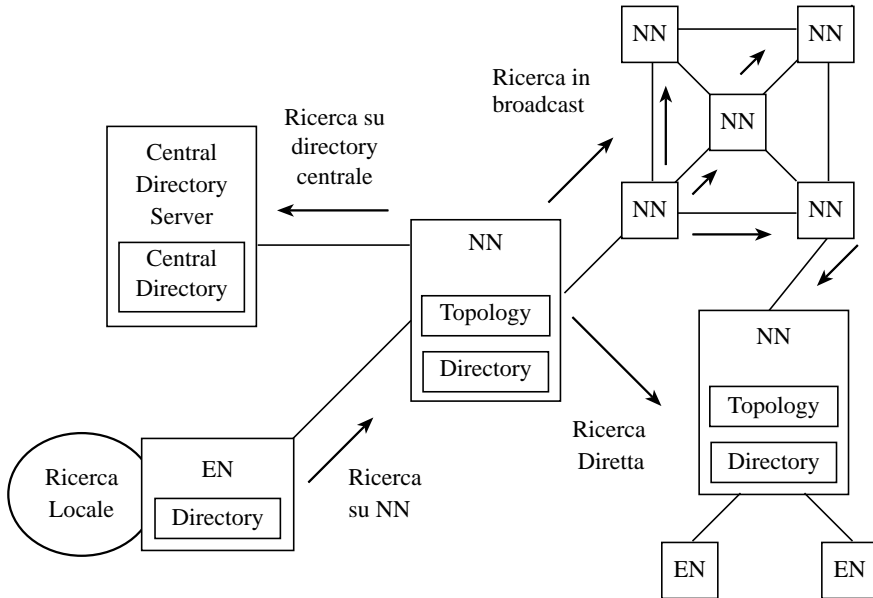 NN
NN
Ricerca in
broadcast
NN
Ricerca su
directory
centrale
Central
Directory
Server
Central
Directory
NN
NN
NN
Topology
Directory
NN
Topology
Directory
Ricerca
Diretta
Ricerca
Locale
EN
Directory
Ricerca
su NN
EN
EN